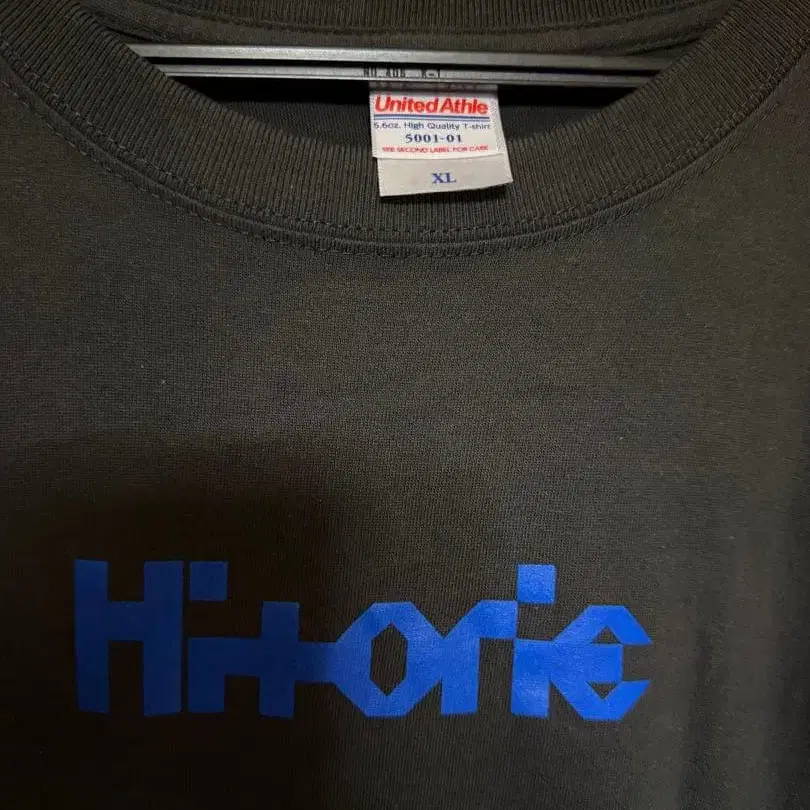 United Athle
5.6oz. High Quality T-shirt
5001-01
SEE SECOND LABEL FOR CARE
XL
Hitorie